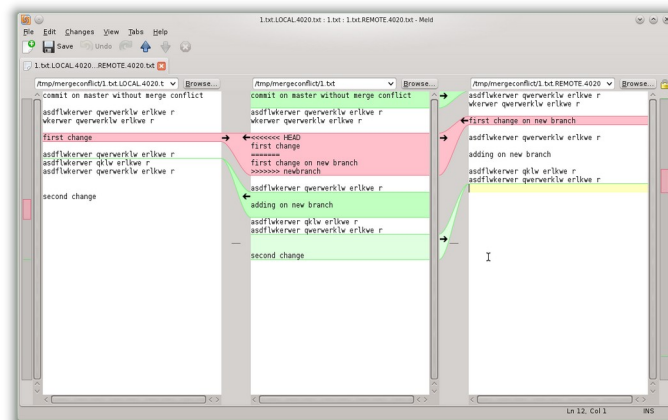 1.txt.LOCAL.4020.txt : 1.txt : 1.txt.REMOTE.4020.txt - Meld
File Edit Changes View Tabs Help
Save Undo
1.txt.LOCAL.4020...REMOTE.4020.txt
/tmp/mergeconflict/1.txt.LOCAL.4020.t Browse...
commit on master without merge conflict
asdflwkerwer qwerwerklw erlkwe r
wkerwer qwerwerklw erlkwe r
first change
asdflwkerwer qwerwerklw erlkwe r
asdflwkerwer qklw erlkwe r
asdflwkerwer qwerwerklw erlkwe r
second change
/tmp/mergeconflict/1.txt Browse...
commit on master without merge conflict
asdflwkerwer qwerwerklw erlkwe r
wkerwer qwerwerklw erlkwe r
<<<<<<< HEAD
first change
=======
first change on new branch
>>>>>>> newbranch
asdflwkerwer qwerwerklw erlkwe r
adding on new branch
asdflwkerwer qklw erlkwe r
asdflwkerwer qwerwerklw erlkwe r
second change
/tmp/mergeconflict/1.txt.REMOTE.4020 Browse...
asdflwkerwer qwerwerklw erlkwe r
wkerwer qwerwerklw erlkwe r
first change on new branch
asdflwkerwer qwerwerklw erlkwe r
adding on new branch
asdflwkerwer qklw erlkwe r
asdflwkerwer qwerwerklw erlkwe r
Ln 12, Col 1 INS